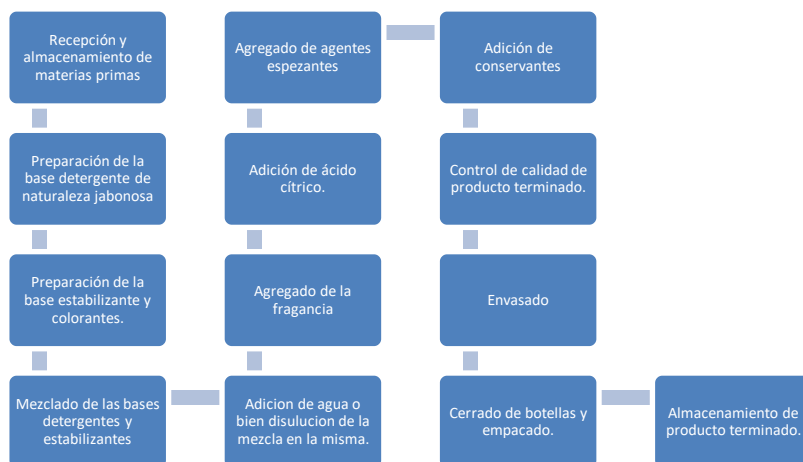 Recepción y
almacenamiento de
materias primas
Preparación de la
base detergente de
naturaleza jabonosa
Preparación de la
base estabilizante y
colorantes.
Mezclado de las bases
detergentes y
estabilizantes
Adicion de agua o
bien disulucion de la
mezcla en la misma.
Agregado de la
fragancia
Adición de ácido
cítrico.
Agregado de agentes
espezantes
Adición de
conservantes
Control de calidad de
producto terminado.
Envasado
Cerrado de botellas y
empacado.
Almacenamiento de
producto terminado.